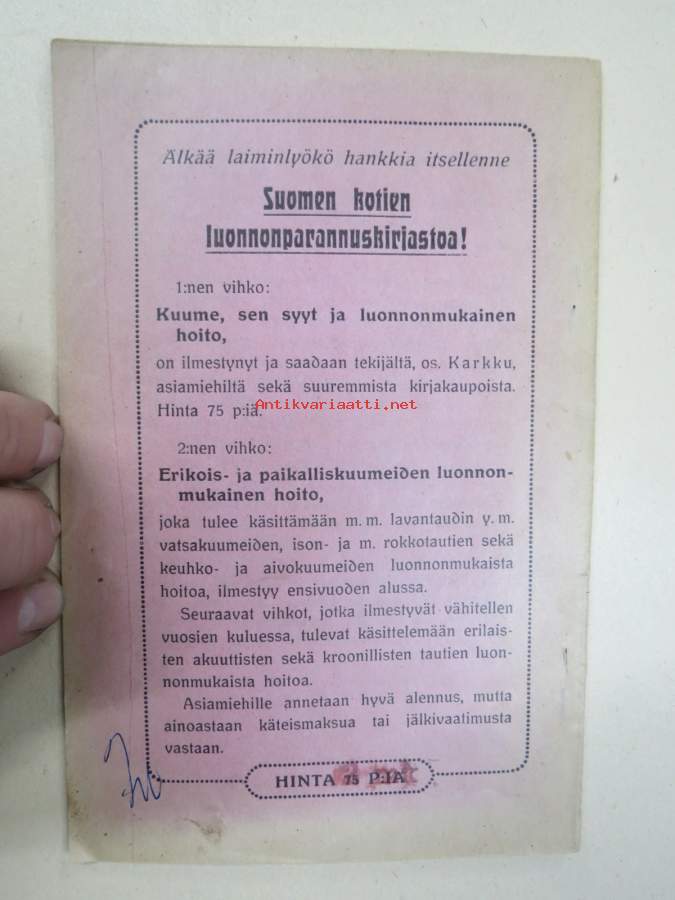 Älkää laiminlyökö hankkia itsellenne
Suomen kotien
luonnonparannuskirjastoa!
1:nen vihko:
Kuume, sen syyt ja luonnonmukainen
hoito,
on ilmestynyt ja saadaan tekijältä, os. Karkku,
asiamiehiltä sekä suuremmista kirjakaupoista.
Hinta 75 p:iä.
Antikvariaatti.net
2:nen vihko:
Erikois- ja paikalliskuumeiden luonnon-
mukainen hoito,
joka tulee käsittämään m. m. lavantaudin y. m.
vatsakuumeiden, ison- ja m. rokkotautien sekä
keuhko- ja aivokuumeiden luonnonmukaista
hoitoa, ilmestyy ensivuoden alussa.
Seuraavat vihkot, jotka ilmestyvät vähitellen
vuosien kuluessa, tulevat käsittelemään erilais-
ten akuuttisten sekä kroonillisten tautien luon-
nonmukaista hoitoa.
Asiamiehille annetaan hyvä alennus, mutta
ainoastaan käteismaksua tai jälkivaatimusta
vastaan.
HINTA 75 P:IÄ